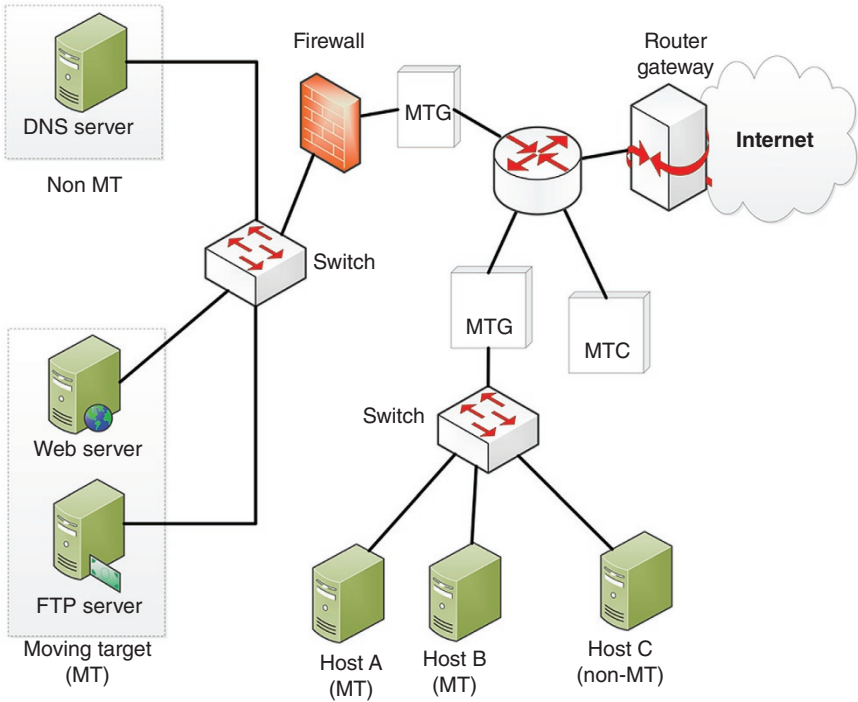 Firewall
Router
gateway
DNS server
MTG
Internet
Non MT
Switch
MTG
MTC
Switch
Web server
FTP server
Moving target
(MT)
Host A
(MT)
Host B
(MT)
Host C
(non-MT)